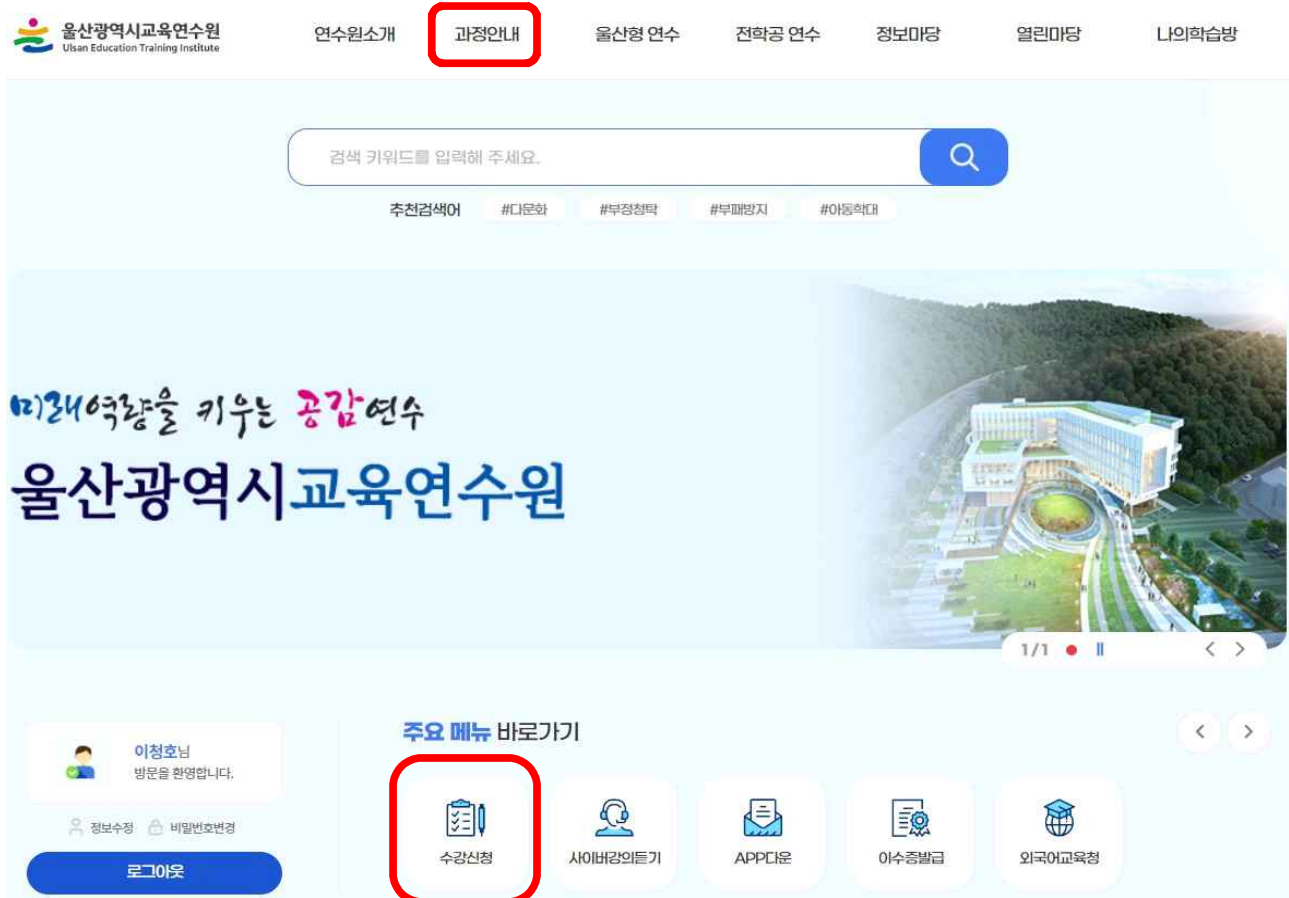 울산광역시교육연수원
Ulsan Education Training Institute
연수원소개 과정안내 울산형 연수 전학공 연수 정보마당 열린마당 나의학습방
검색 키워드를 입력해 주세요.
추천검색어 #다문화 #부정청탁 #부패방지 #아동학대
미래역량을 키우는 공감연수
울산광역시교육연수원
1/1
주요 메뉴 바로가기
이청호님
방문을 환영합니다.
정보수정 비밀번호변경
로그아웃
수강신청 사이버강의듣기 APP다운 이수증발급 외국어교육청